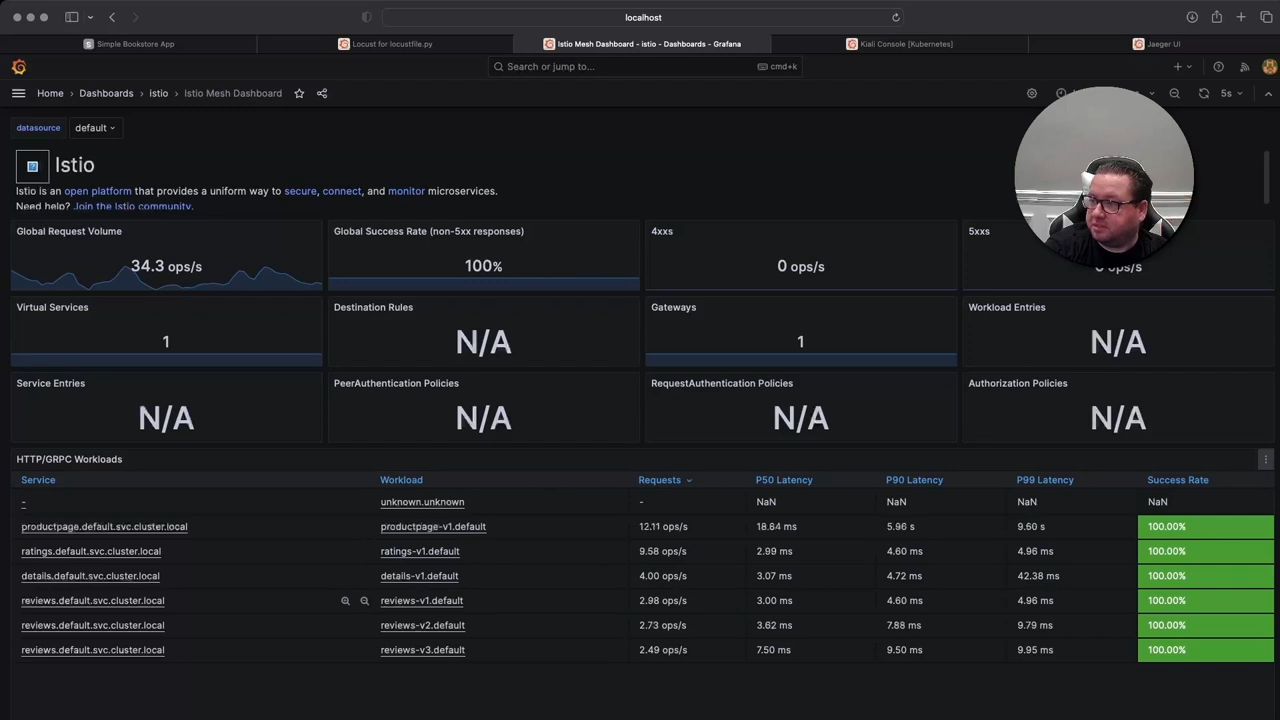 localhost
Simple Bookstore App
Locust for locustfile.py
Istio Mesh Dashboard - istio - Dashboards - Grafana
Kiali Console [Kubernetes]
Jaeger UI
Search or jump to...
cmd+k
Home > Dashboards > istio > Istio Mesh Dashboard
5s
datasource
default
Istio
Istio is an open platform that provides a uniform way to secure, connect, and monitor microservices.
Need help? Join the Istio community.
Global Request Volume
34.3 ops/s
Global Success Rate (non-5xx responses)
100%
4xxs
0 ops/s
5xxs
0 ops/s
Virtual Services
1
Destination Rules
N/A
Gateways
1
Workload Entries
N/A
Service Entries
N/A
PeerAuthentication Policies
N/A
RequestAuthentication Policies
N/A
Authorization Policies
N/A
HTTP/GRPC Workloads
Service Workload Requests P50 Latency P90 Latency P99 Latency Success Rate
- unknown.unknown - NaN NaN NaN NaN
productpage.default.svc.cluster.local productpage-v1.default 12.11 ops/s 18.64 ms 5.96 s 9.60 s 100.00%
ratings.default.svc.cluster.local ratings-v1.default 9.58 ops/s 2.99 ms 4.60 ms 4.96 ms 100.00%
details.default.svc.cluster.local details-v1.default 4.00 ops/s 3.07 ms 4.72 ms 42.38 ms 100.00%
reviews.default.svc.cluster.local reviews-v1.default 2.98 ops/s 3.00 ms 4.60 ms 4.96 ms 100.00%
reviews.default.svc.cluster.local reviews-v2.default 2.73 ops/s 3.62 ms 7.88 ms 9.79 ms 100.00%
reviews.default.svc.cluster.local reviews-v3.default 2.49 ops/s 7.50 ms 9.50 ms 9.95 ms 100.00%